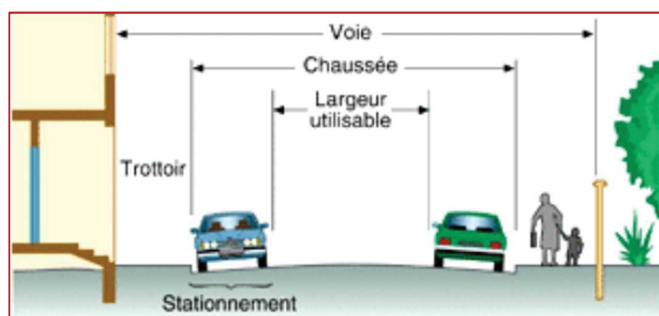 Voie
Chaussée
Largeur
utilisable
Trottoir
Stationnement